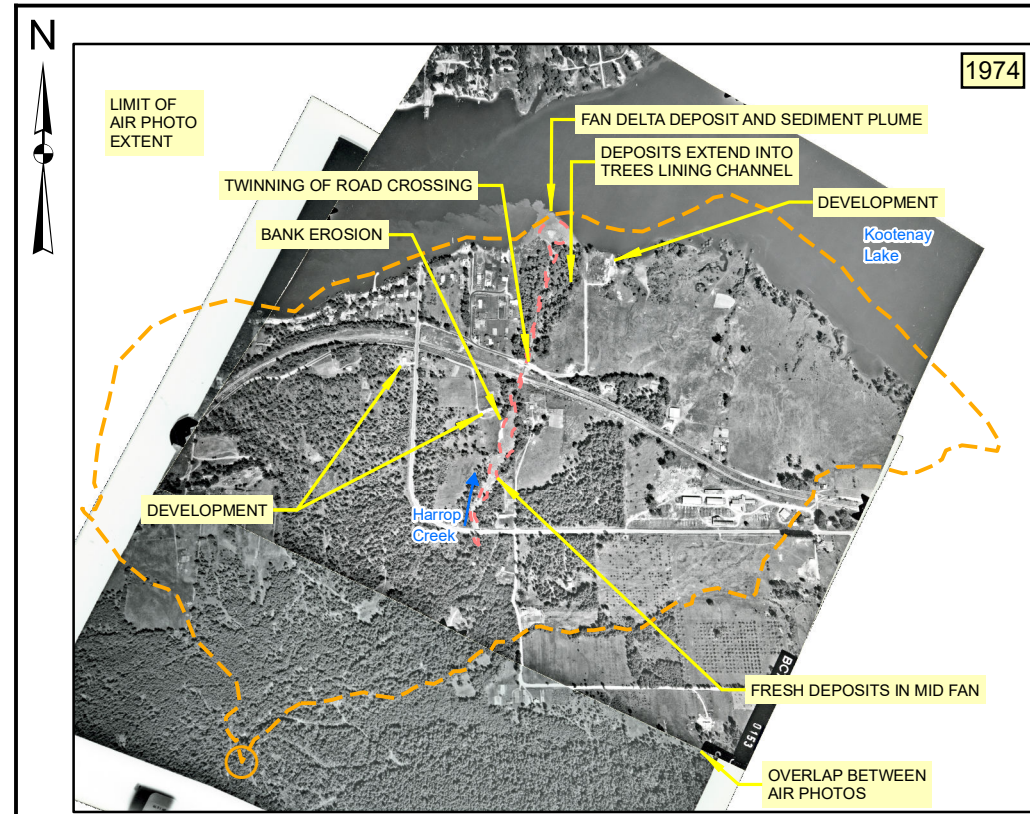 N
1974
LIMIT OF
AIR PHOTO
EXTENT
FAN DELTA DEPOSIT AND SEDIMENT PLUME
DEPOSITS EXTEND INTO
TREES LINING CHANNEL
TWINNING OF ROAD CROSSING
DEVELOPMENT
BANK EROSION
Kootenay
Lake
DEVELOPMENT
Harrop
Creek
FRESH DEPOSITS IN MID FAN
BC
0153
OVERLAP BETWEEN
AIR PHOTOS